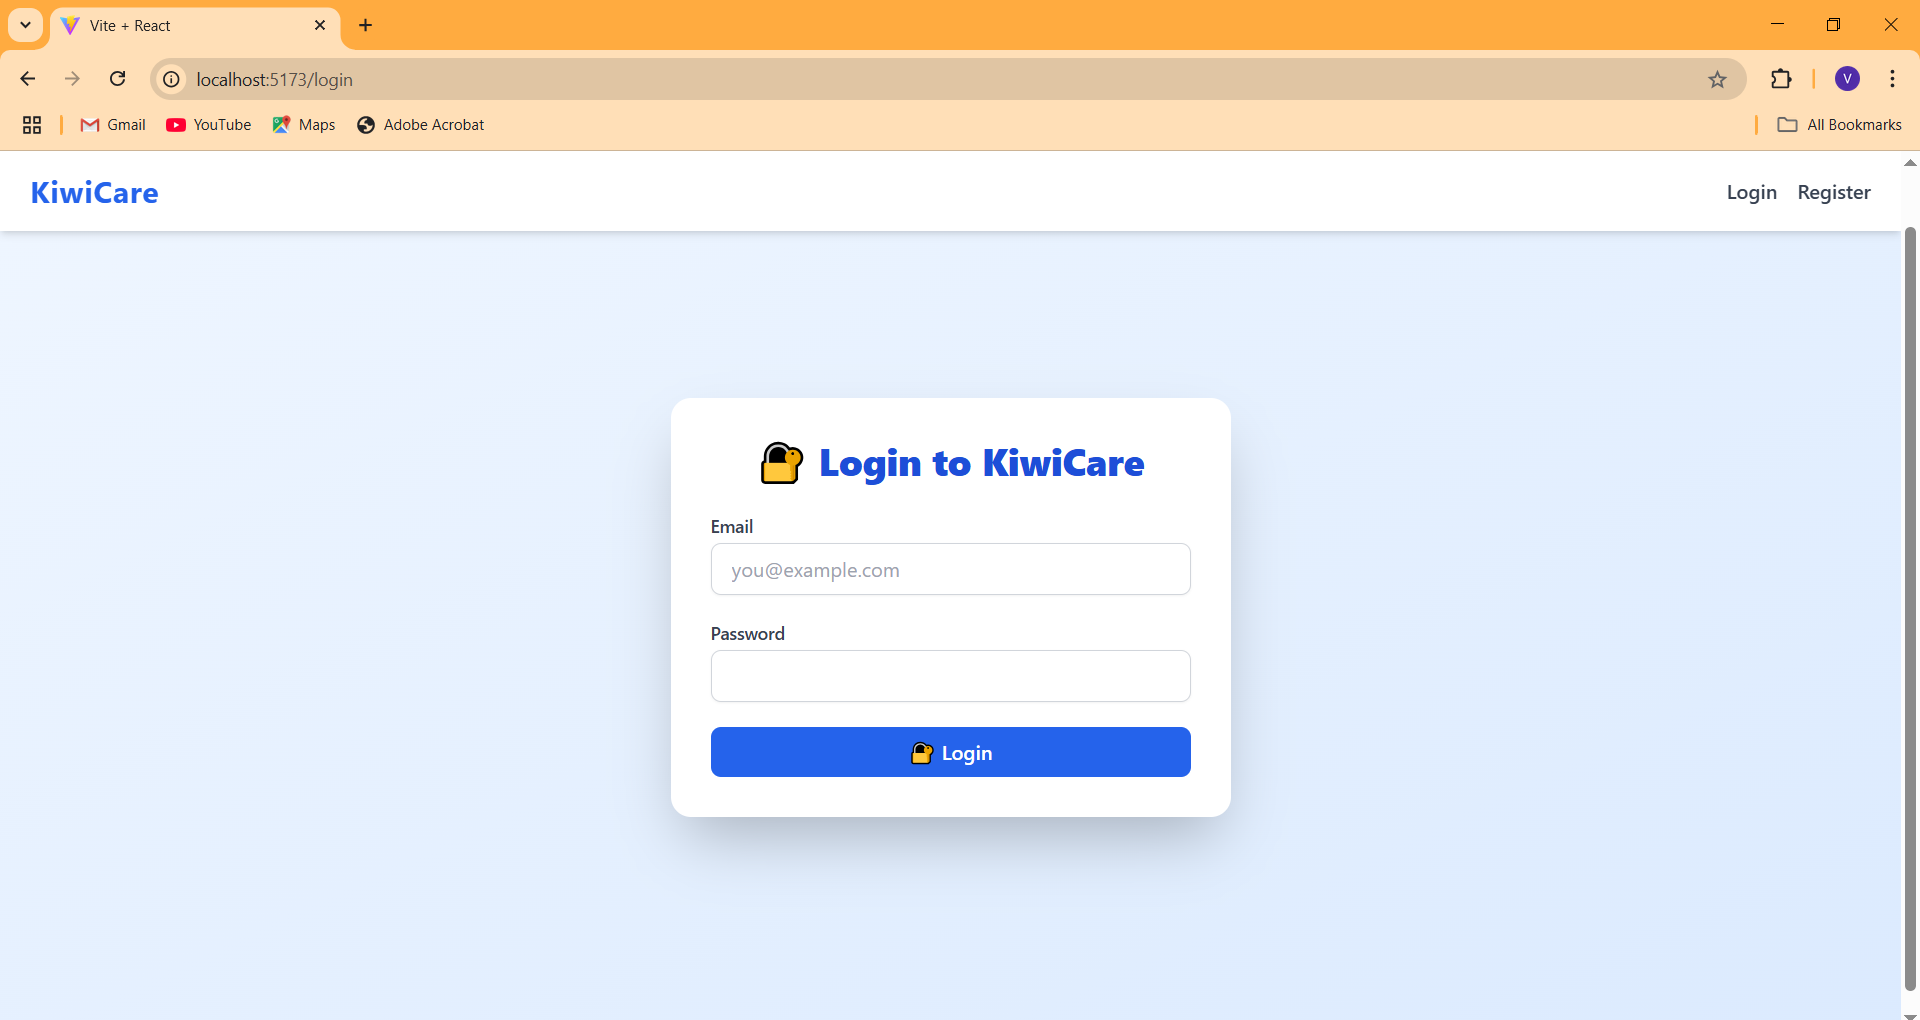 Vite + React
localhost:5173/login
V
Gmail
YouTube
Maps
Adobe Acrobat
All Bookmarks
KiwiCare
Login
Register
Login to KiwiCare
Email
you@example.com
Password
Login